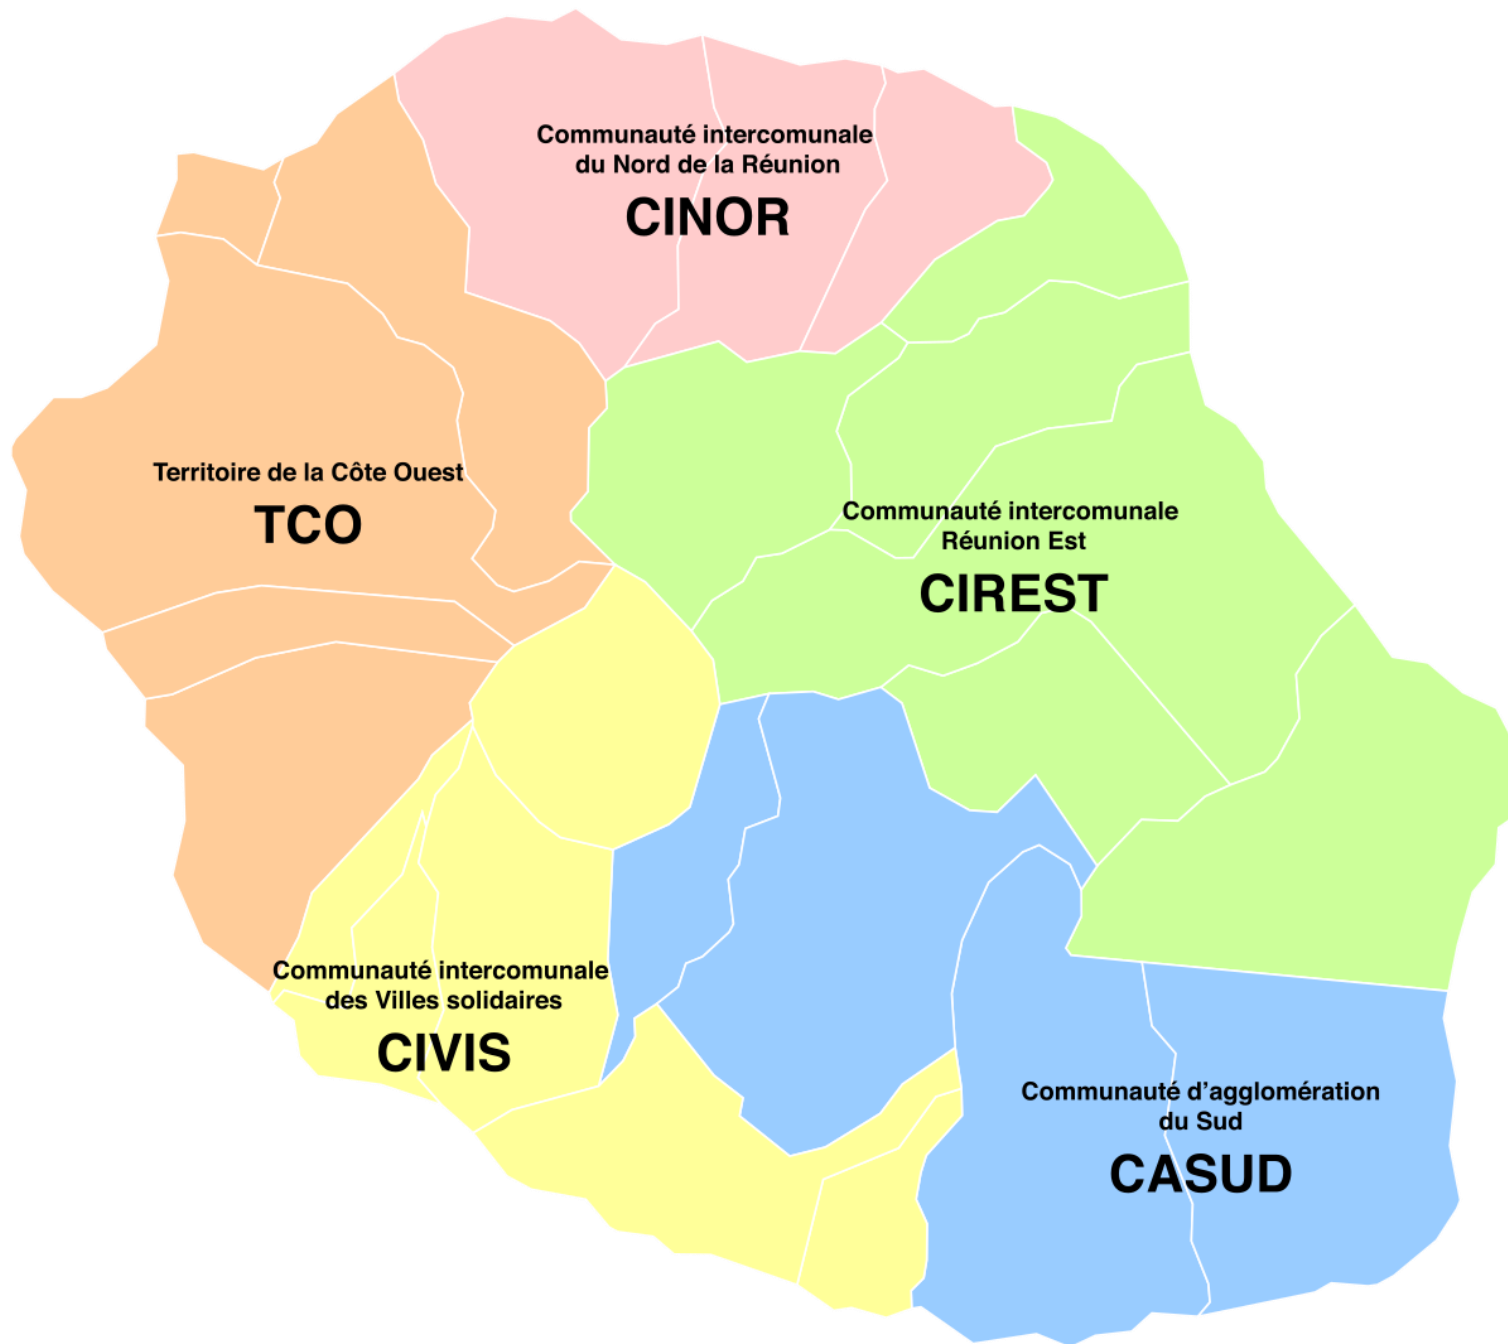 Communauté intercomunale
du Nord de la Réunion
CINOR
Territoire de la Côte Ouest
TCO
Communauté intercomunale
Réunion Est
CIREST
Communauté intercomunale
des Villes solidaires
CIVIS
Communauté d’agglomération
du Sud
CASUD